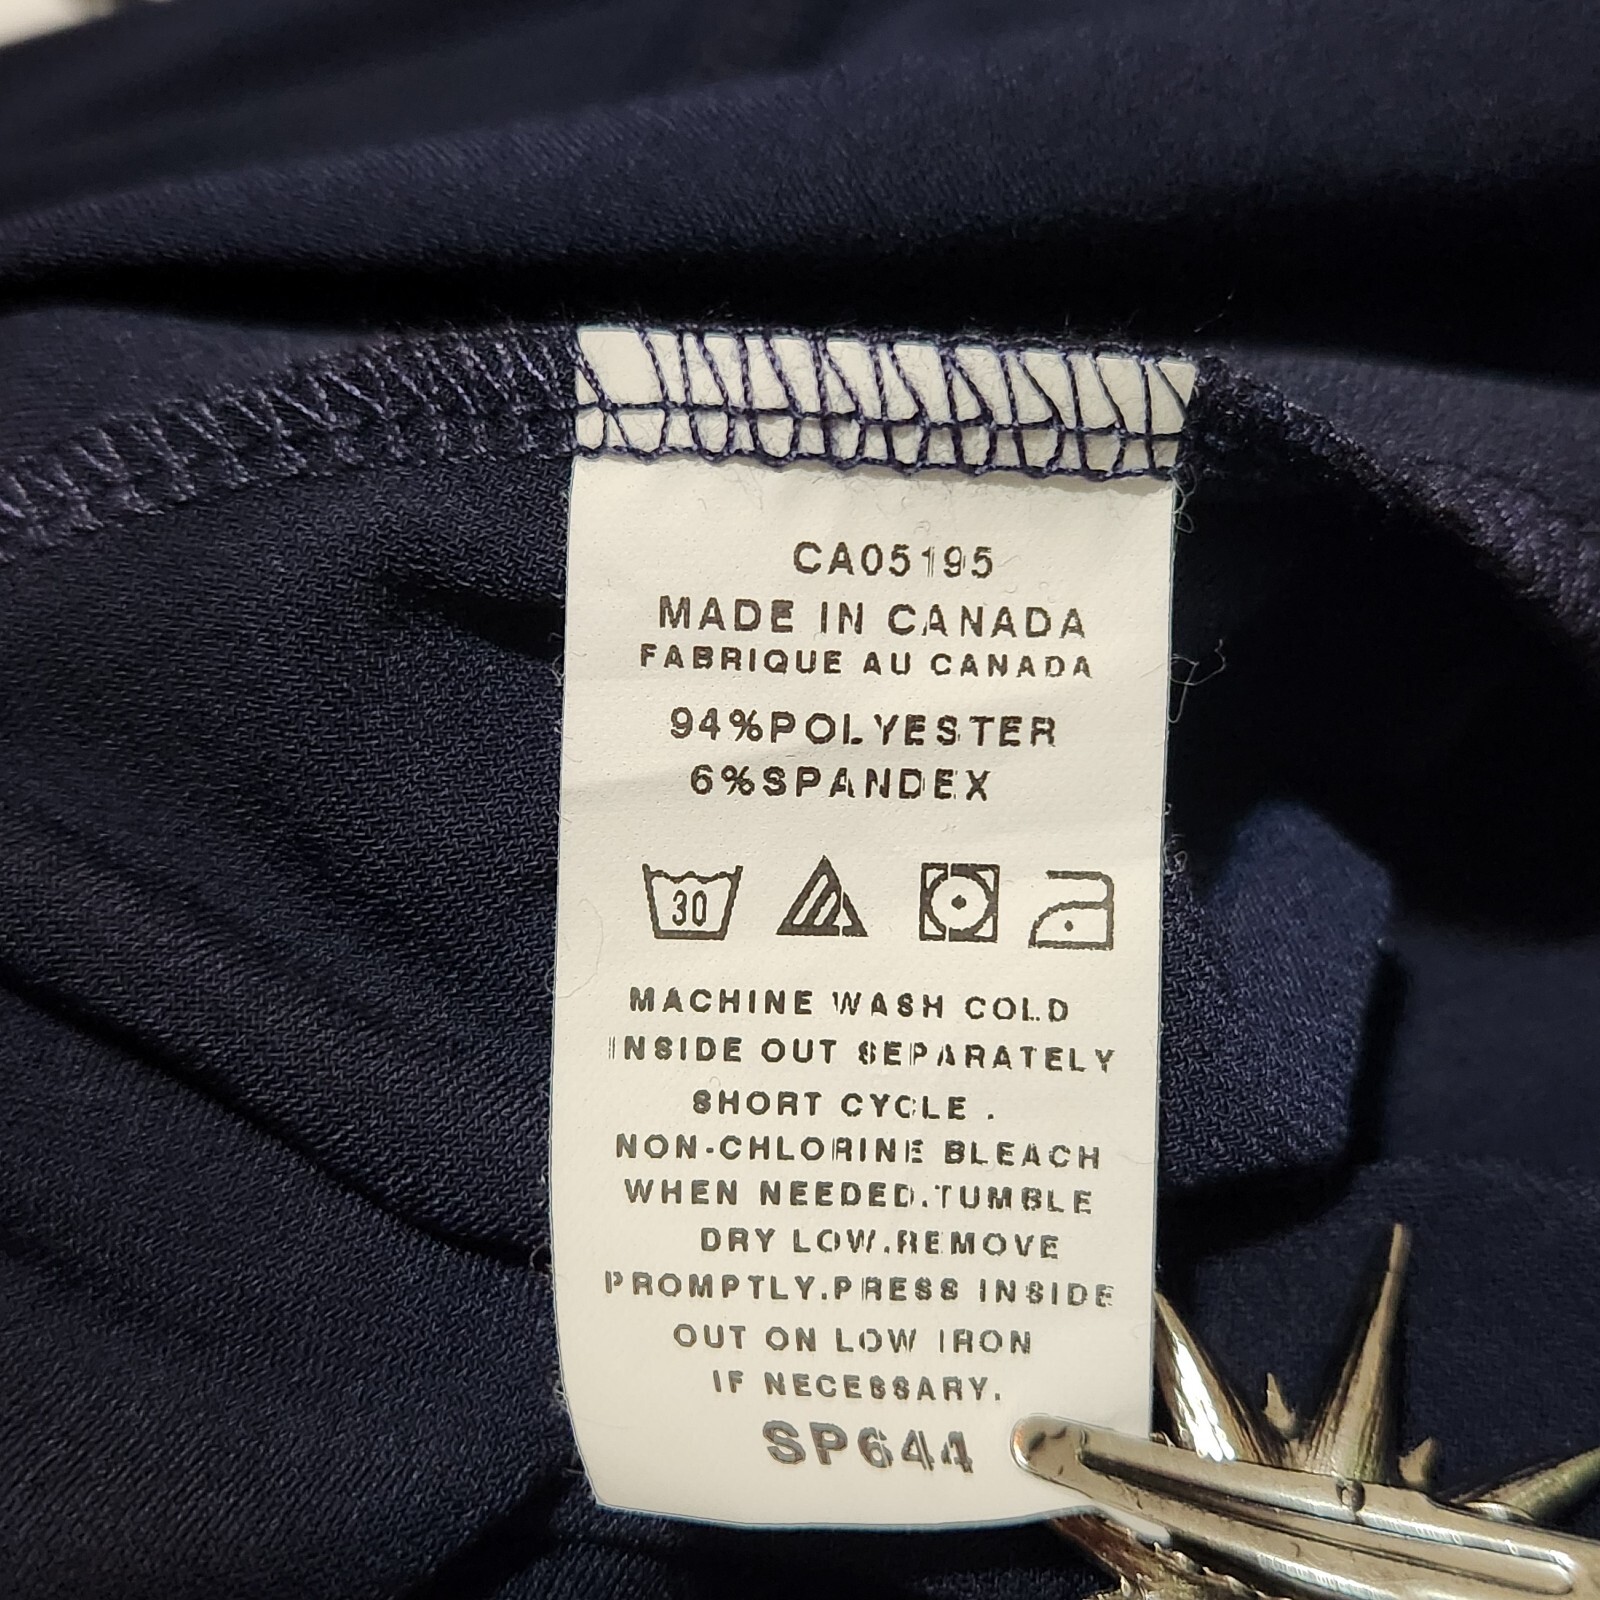 CA05195
MADE IN CANADA
FABRIQUE AU CANADA
94%POLYESTER
6%SPANDEX
30
MACHINE WASH COLD
INSIDE OUT SEPARATELY
SHORT CYCLE .
NON-CHLORINE BLEACH
WHEN NEEDED.TUMBLE
DRY LOW.REMOVE
PROMPTLY.PRESS INSIDE
OUT ON LOW IRON
IF NECESSARY.
SP644